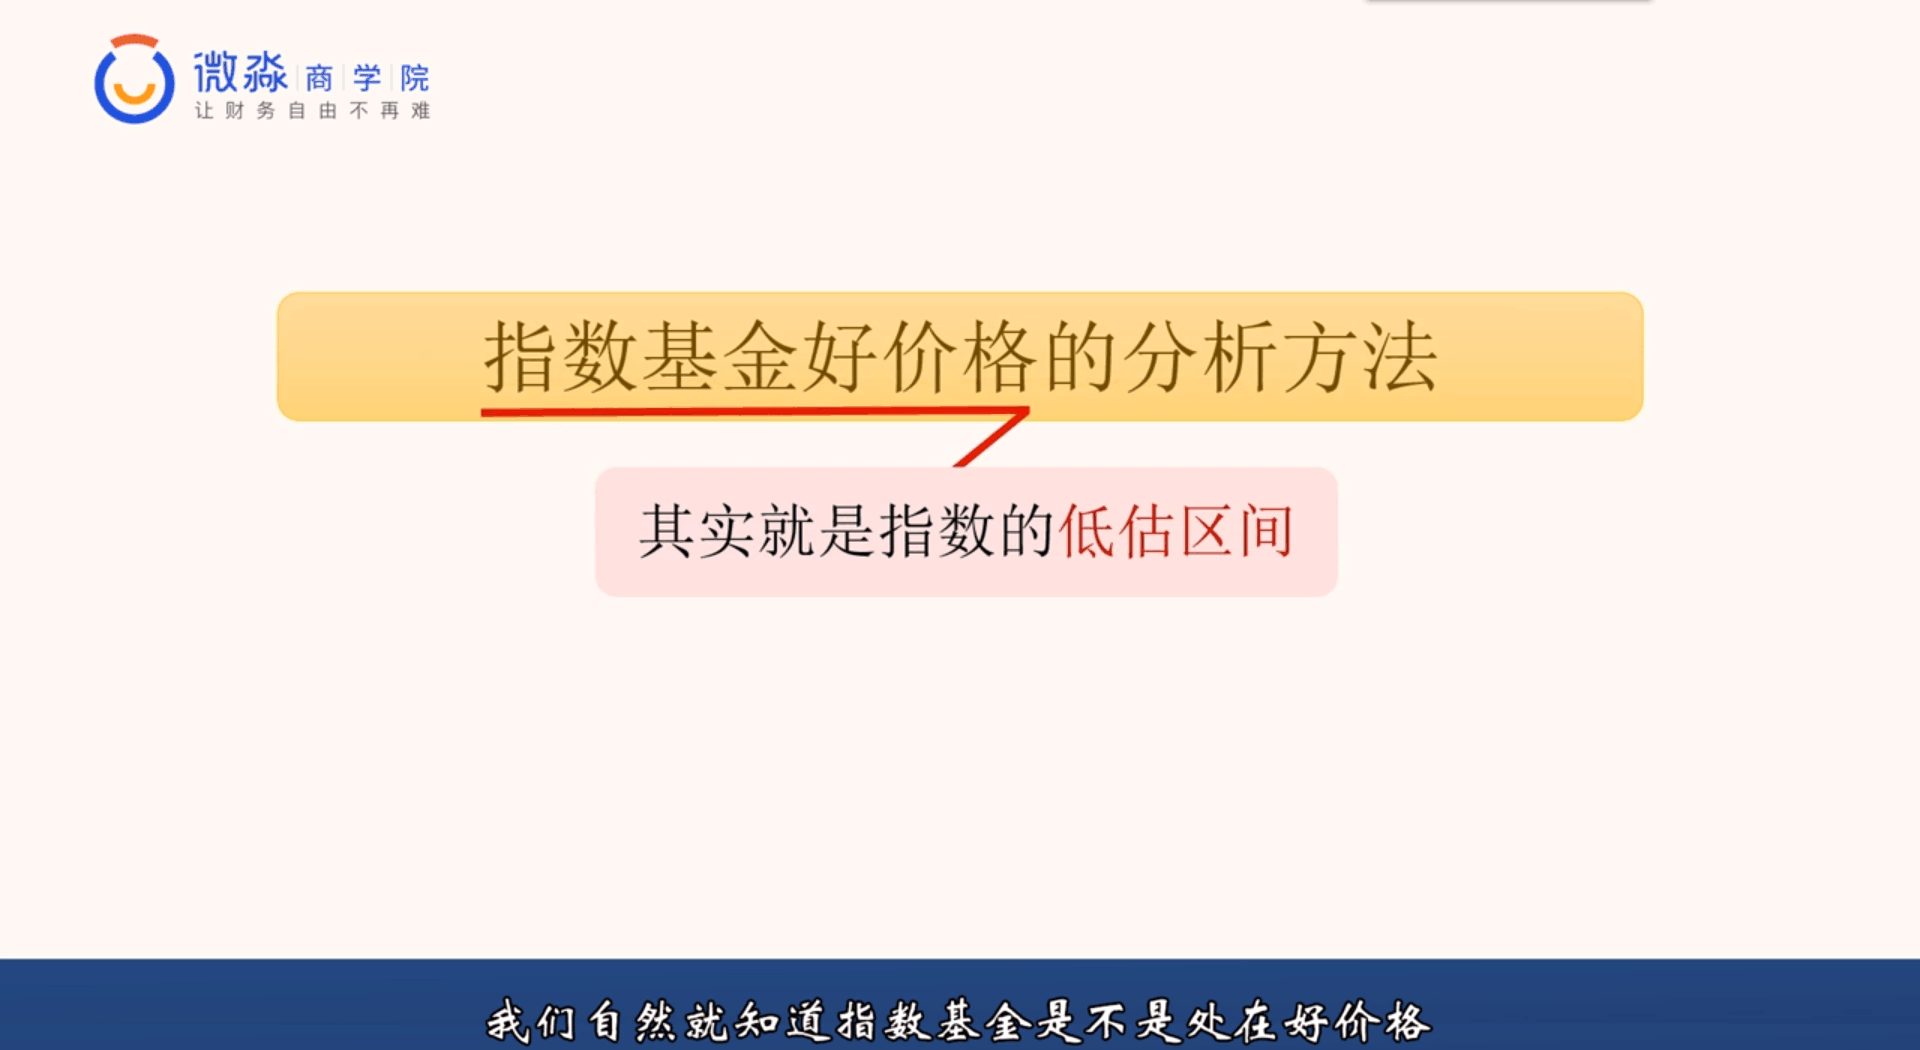 微淼 商 学 院
让财务自由不再难
指数基金好价格的分析方法
其实就是指数的低估区间
我们自然就知道指数基金是不是处在好价格